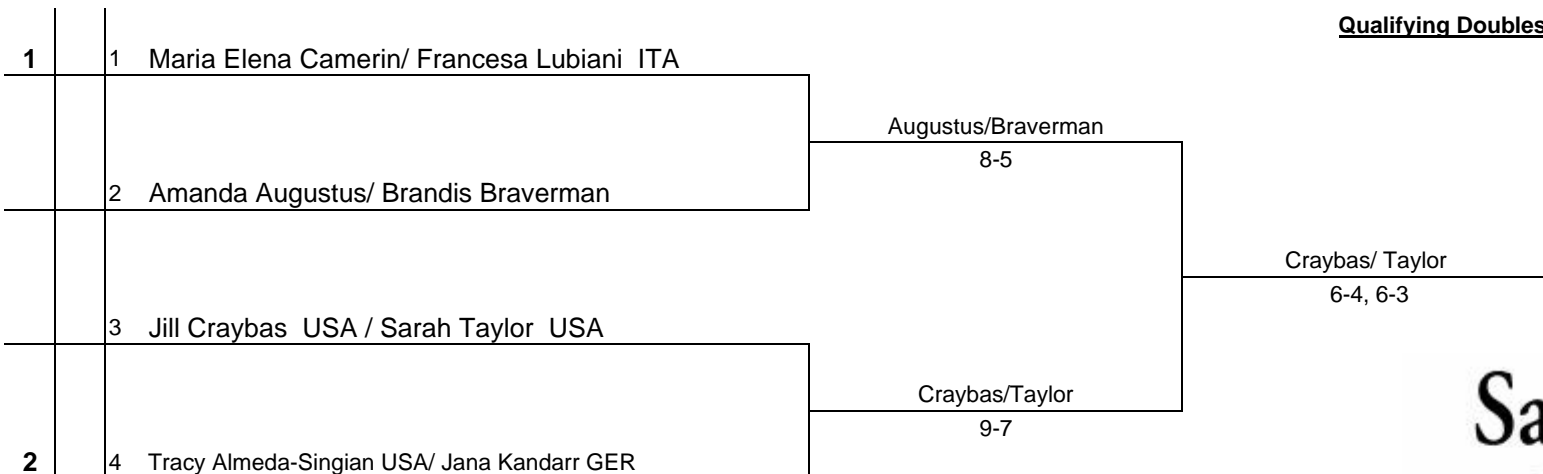 Qualifying Doubles
1 1 Maria Elena Camerin/ Francesa Lubiani ITA
Augustus/Braverman
8-5
2 Amanda Augustus/ Brandis Braverman
Craybas/ Taylor
6-4, 6-3
3 Jill Craybas USA / Sarah Taylor USA
Craybas/Taylor
9-7
2 4 Tracy Almeda-Singian USA/ Jana Kandarr GER
Sa